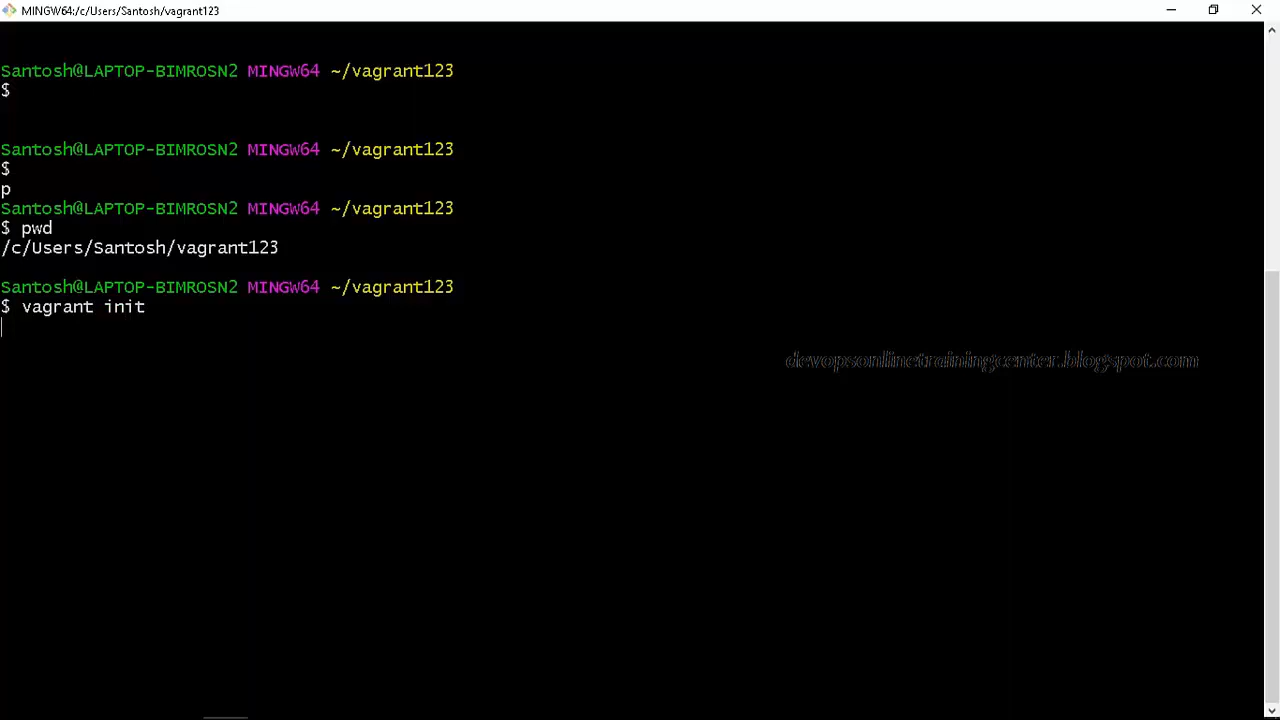 MINGW64:/c/Users/Santosh/vagrant123
Santosh@LAPTOP-BIMROSN2 MINGW64 ~/vagrant123
$
Santosh@LAPTOP-BIMROSN2 MINGW64 ~/vagrant123
$
p
Santosh@LAPTOP-BIMROSN2 MINGW64 ~/vagrant123
$ pwd
/c/Users/Santosh/vagrant123
Santosh@LAPTOP-BIMROSN2 MINGW64 ~/vagrant123
$ vagrant init
devopsonlinetrainingcenter.blogspot.com